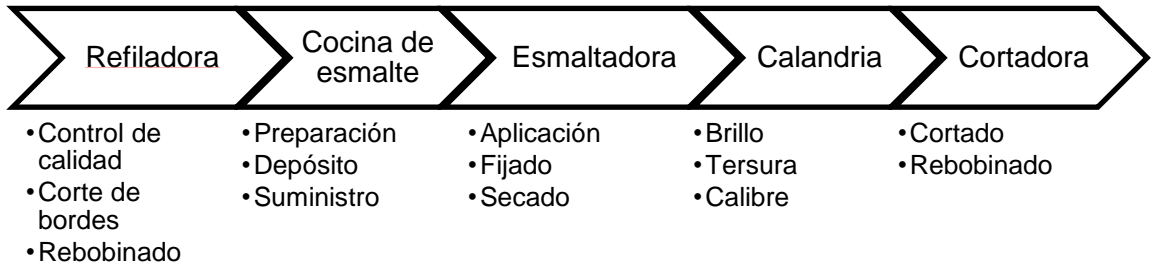 Refiladora
Cocina de
esmalte
Esmaltadora
Calandria
Cortadora
•Control de
calidad
•Corte de
bordes
•Rebobinado
•Preparación
•Depósito
•Suministro
•Aplicación
•Fijado
•Secado
•Brillo
•Tersura
•Calibre
•Cortado
•Rebobinado